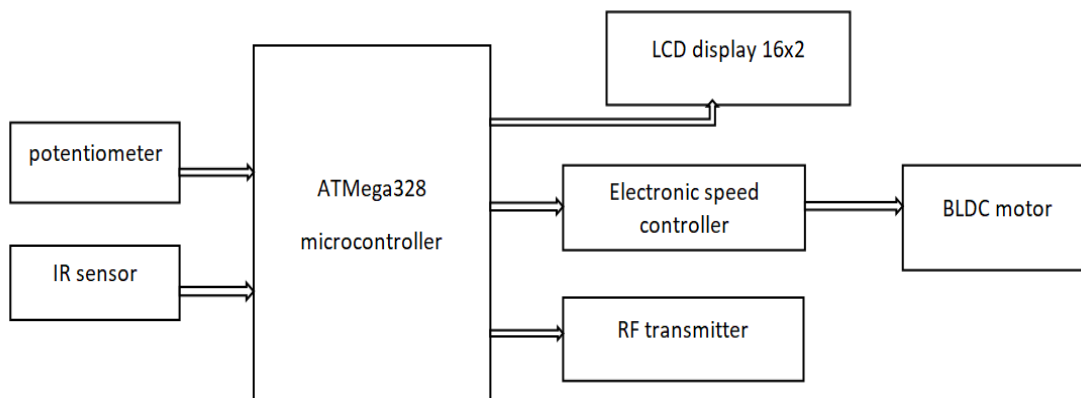 LCD display 16x2
potentiometer
ATMega328
microcontroller
Electronic speed
controller
BLDC motor
IR sensor
RF transmitter